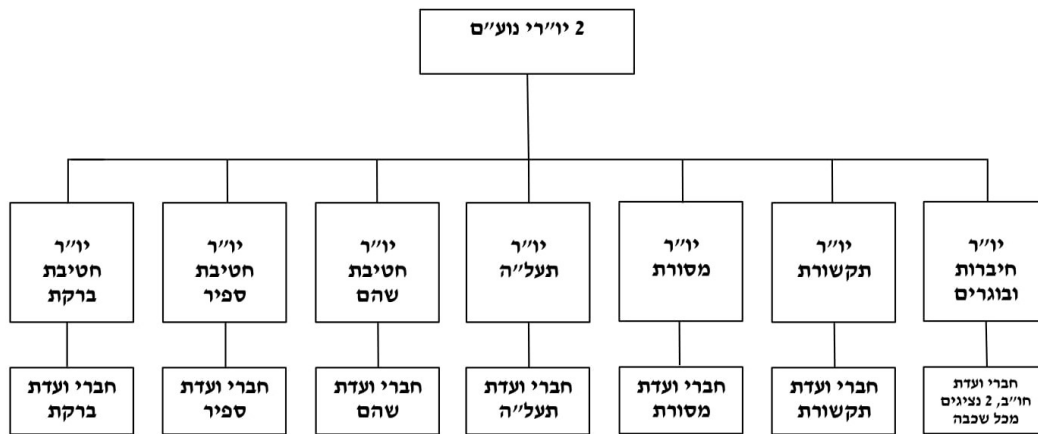 2 יו"רי נוע"ם
יו"ר
חיברות
ובוגרים
יו"ר
תקשורת
יו"ר
מסורת
יו"ר
תעל"ה
יו"ר
חטיבת
שהם
יו"ר
חטיבת
ספיר
יו"ר
חטיבת
ברקת
חברי ועדת
חו"ב, 2 נציגים
מכל שכבה
חברי ועדת
תקשורת
חברי ועדת
מסורת
חברי ועדת
תעל"ה
חברי ועדת
שהם
חברי ועדת
ספיר
חברי ועדת
ברקת